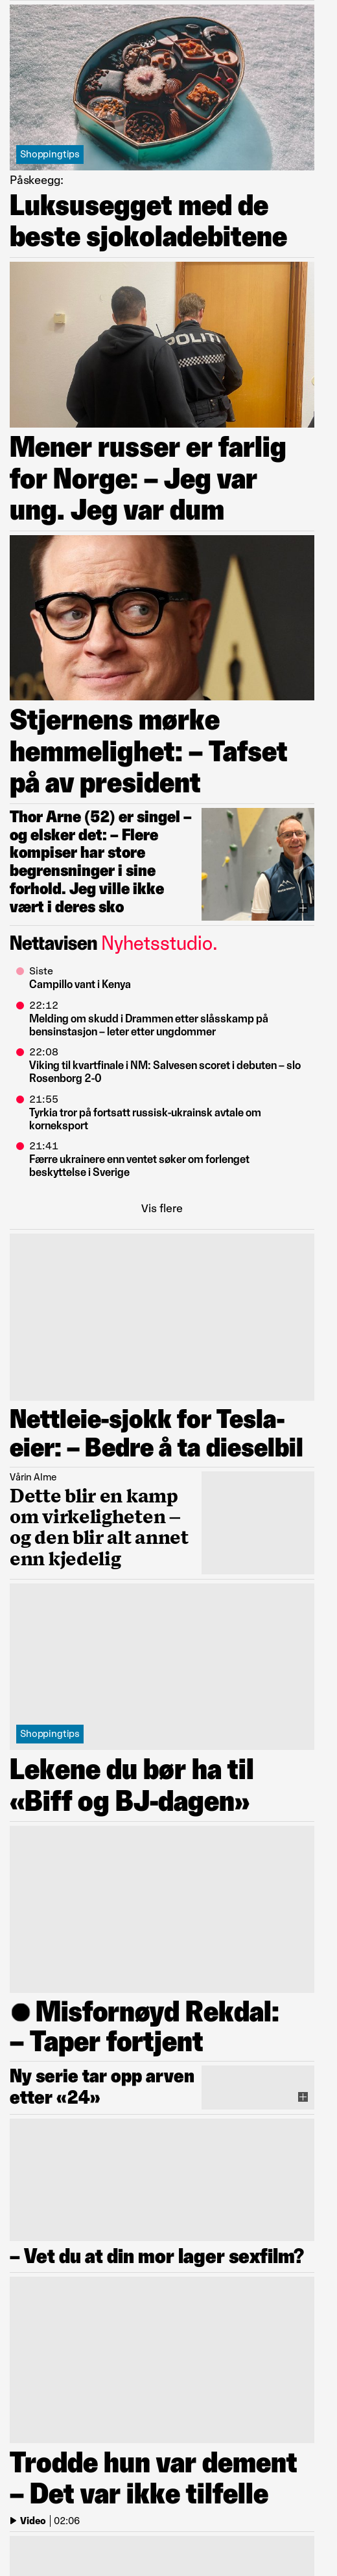 Shoppingtips
Påskeegg:
Luksusegget med de
beste sjokoladebitene
POLITI
Mener russer er farlig
for Norge: – Jeg var
ung. Jeg var dum
Stjernens mørke
hemmelighet: – Tafset
på av president
Thor Arne (52) er singel –
og elsker det: – Flere
kompiser har store
begrensninger i sine
forhold. Jeg ville ikke
vært i deres sko
Nettavisen Nyhetsstudio.
Siste
Campillo vant i Kenya
22:12
Melding om skudd i Drammen etter slåsskamp på
bensinstasjon – leter etter ungdommer
22:08
Viking til kvartfinale i NM: Salvesen scoret i debuten – slo
Rosenborg 2-0
21:55
Tyrkia tror på fortsatt russisk-ukrainsk avtale om
korneksport
21:41
Færre ukrainere enn ventet søker om forlenget
beskyttelse i Sverige
Vis flere
Nettleie-sjokk for Tesla-
eier: – Bedre å ta dieselbil
Vårin Alme
Dette blir en kamp
om virkeligheten –
og den blir alt annet
enn kjedelig
Shoppingtips
Lekene du bør ha til
«Biff og BJ-dagen»
Misfornøyd Rekdal:
– Taper fortjent
Ny serie tar opp arven
etter «24»
– Vet du at din mor lager sexfilm?
Trodde hun var dement
– Det var ikke tilfelle
Video | 02:06